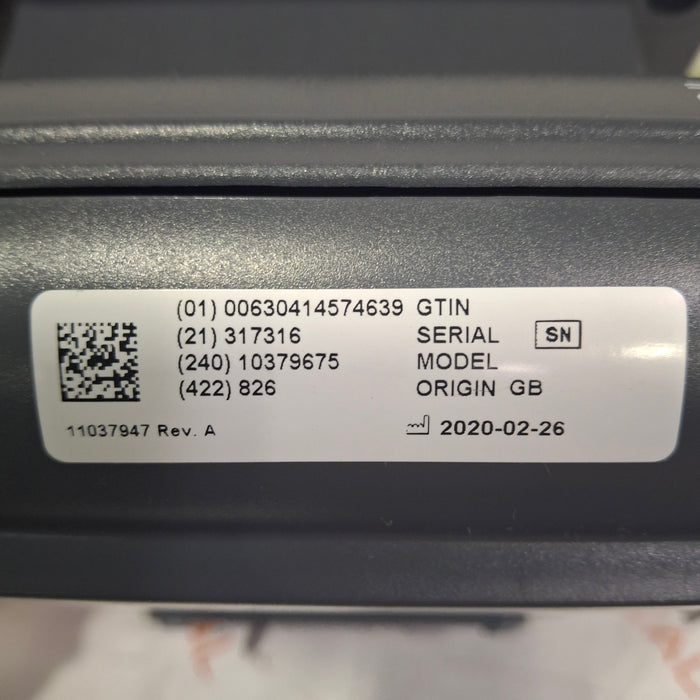 (01) 00630414574639 GTIN
(21) 317316 SERIAL SN
(240) 10379675 MODEL
(422) 826 ORIGIN GB
11037947 Rev. A 2020-02-26